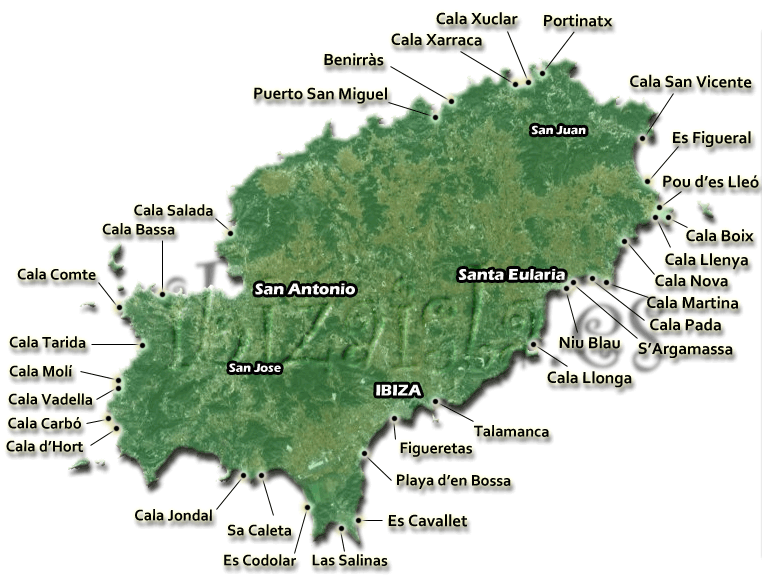 Cala Xuclar
Portinatx
Cala Xarraca
Benirràs
Cala San Vicente
Puerto San Miguel
San Juan
Es Figueral
Pou d'es Lleó
Cala Salada
Cala Bassa
Cala Boix
Cala Llenya
Cala Comte
Santa Eularia
Cala Nova
San Antonio
Cala Martina
Cala Pada
Cala Tarida
Niu Blau
S'Argamassa
San Jose
Cala Molí
Cala Llonga
IBIZA
Cala Vadella
Cala Carbó
Talamanca
Cala d'Hort
Figueretas
Playa d'en Bossa
Cala Jondal
Es Cavallet
Sa Caleta
Es Codolar
Las Salinas